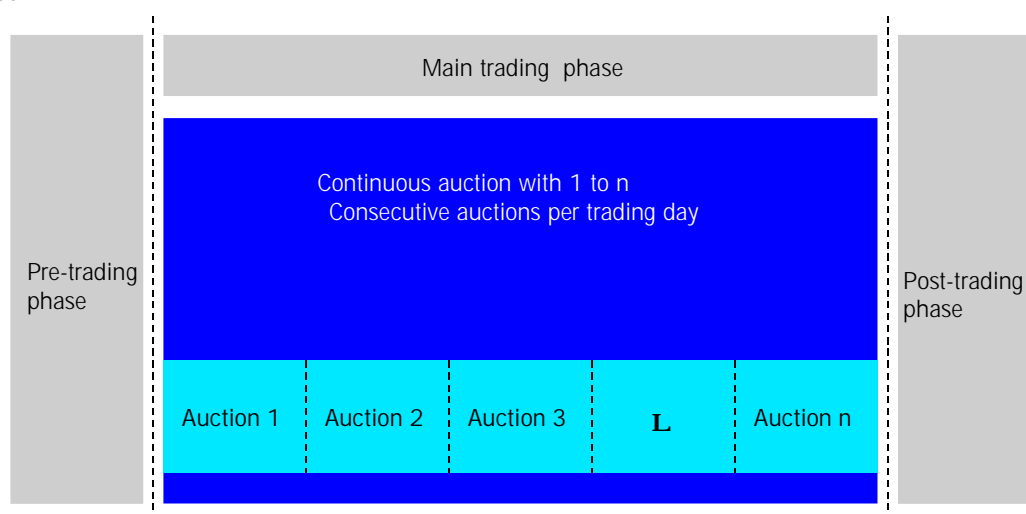 Main trading phase
Continuous auction with 1 to n
Consecutive auctions per trading day
Pre-trading
phase
Post-trading
phase
Auction 1
Auction 2
Auction 3
L
Auction n